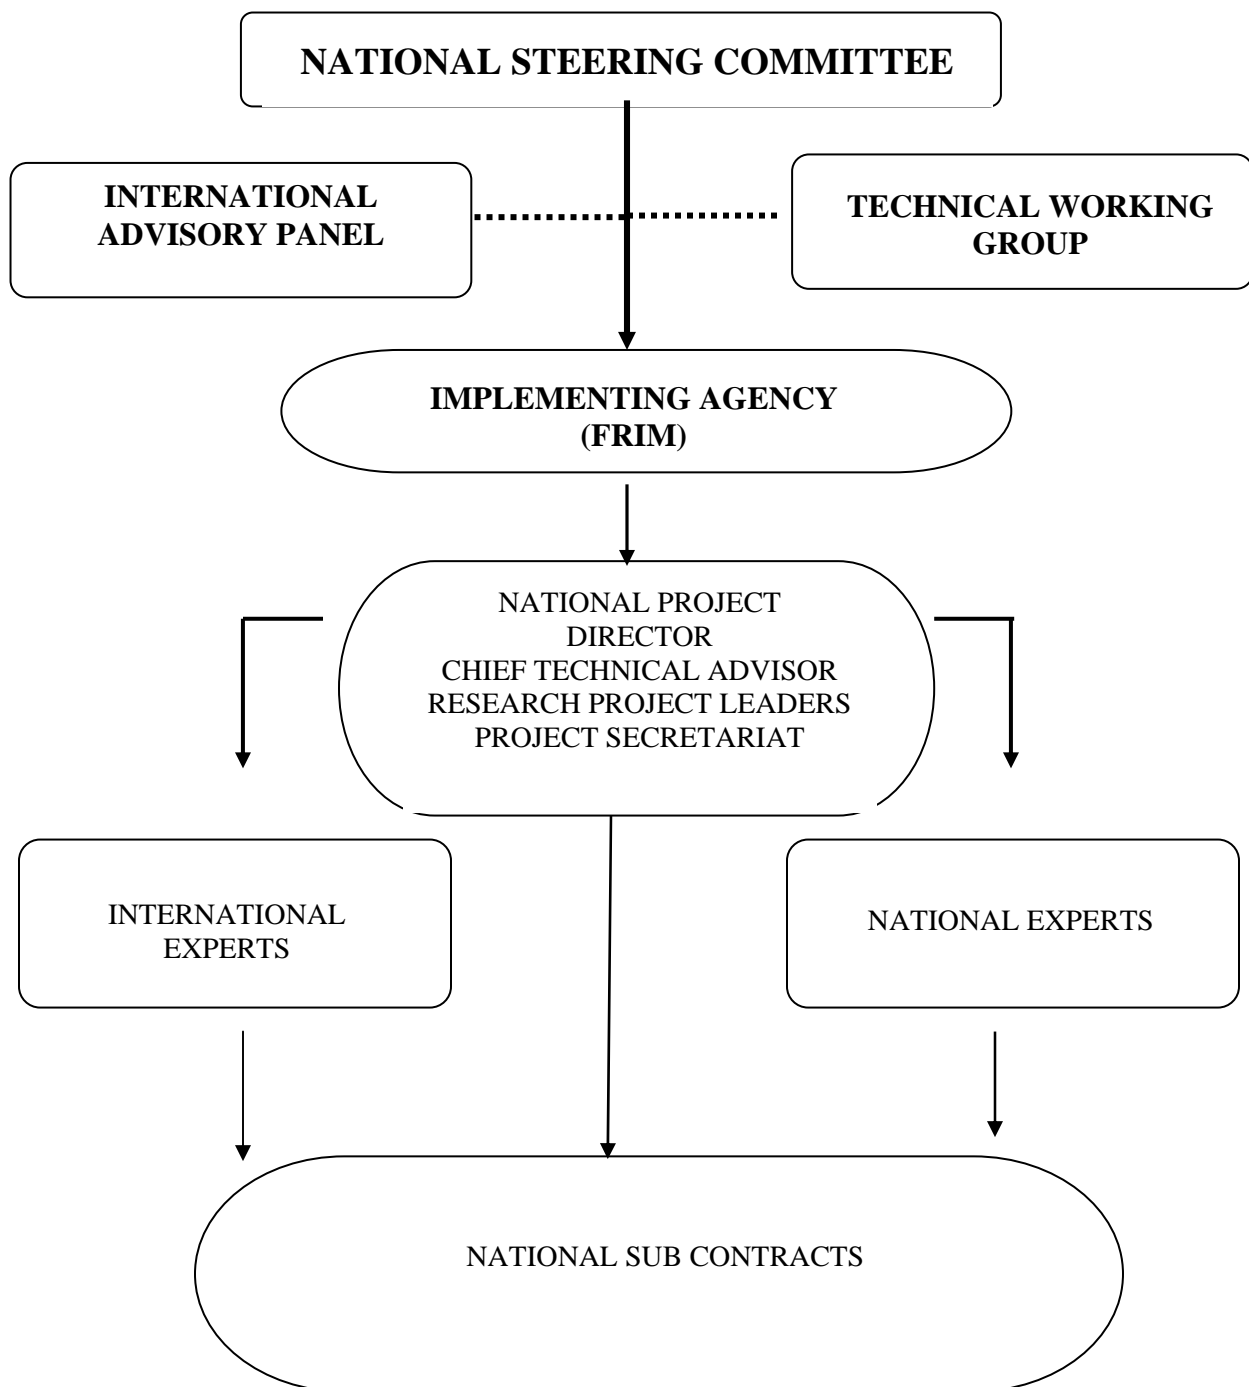 NATIONAL STEERING COMMITTEE
INTERNATIONAL
ADVISORY PANEL
TECHNICAL WORKING
GROUP
IMPLEMENTING AGENCY
(FRIM)
NATIONAL PROJECT
DIRECTOR
CHIEF TECHNICAL ADVISOR
RESEARCH PROJECT LEADERS
PROJECT SECRETARIAT
INTERNATIONAL
EXPERTS
NATIONAL EXPERTS
NATIONAL SUB CONTRACTS